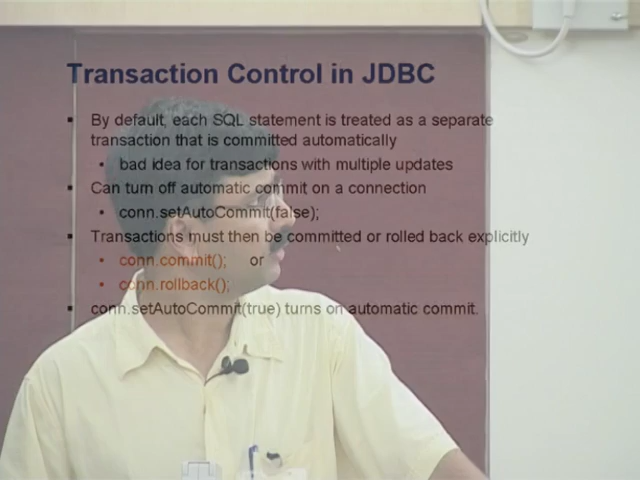 Transaction Control in JDBC
By default, each SQL statement is treated as a separate
transaction that is committed automatically
bad idea for transactions with multiple updates
Can turn off automatic commit on a connection
conn.setAutoCommit(false);
Transactions must then be committed or rolled back explicitly
conn.commit(); or
conn.rollback();
conn.setAutoCommit(true) turns on automatic commit.